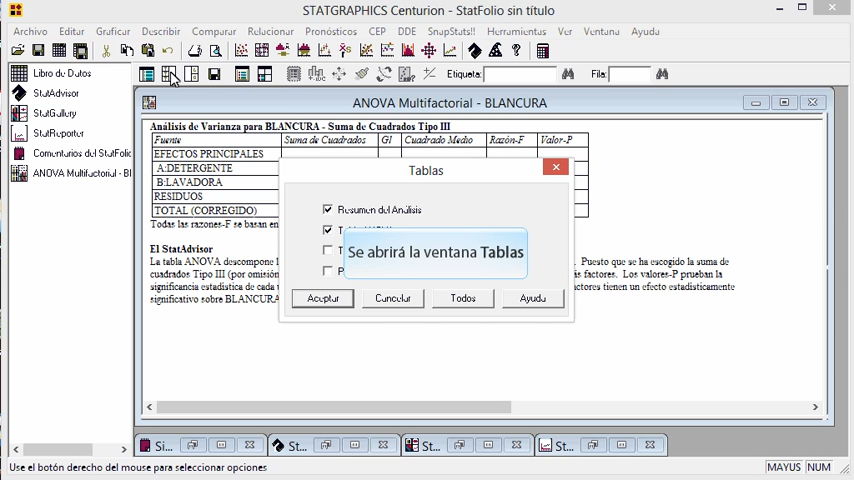 STATGRAPHICS Centurion - StatFolio sin título
Archivo Editar Graficar Describir Comparar Relacionar Pronósticos CEP DDE SnapStats!! Herramientas Ver Ventana Ayuda
Etiqueta: Fila:
Libro de Datos
StatAdvisor
StatGallery
StatReporter
Comentarios del StatFolio
ANOVA Multifactorial - Bl
ANOVA Multifactorial - BLANCURA
Análisis de Varianza para BLANCURA - Suma de Cuadrados Tipo III
Fuente Suma de Cuadrados Gl Cuadrado Medio Razón-F Valor-P
EFECTOS PRINCIPALES
A:DETERGENTE
B:LAVADORA
RESIDUOS
TOTAL (CORREGIDO)
Todas las razones-F se basan en
El StatAdvisor
La tabla ANOVA descompone l Puesto que se ha escogido la suma de
cuadrados Tipo III (por omisión is factores. Los valores-P prueban la
significancia estadística de cada ctores tienen un efecto estadísticamente
significativo sobre BLANCURA
Tablas
Resumen del Análisis
Se abrirá la ventana Tablas
Aceptar Cancelar Todos Ayuda
Si... St... St... St...
Use el botón derecho del mouse para seleccionar opciones
MAYUS NUM